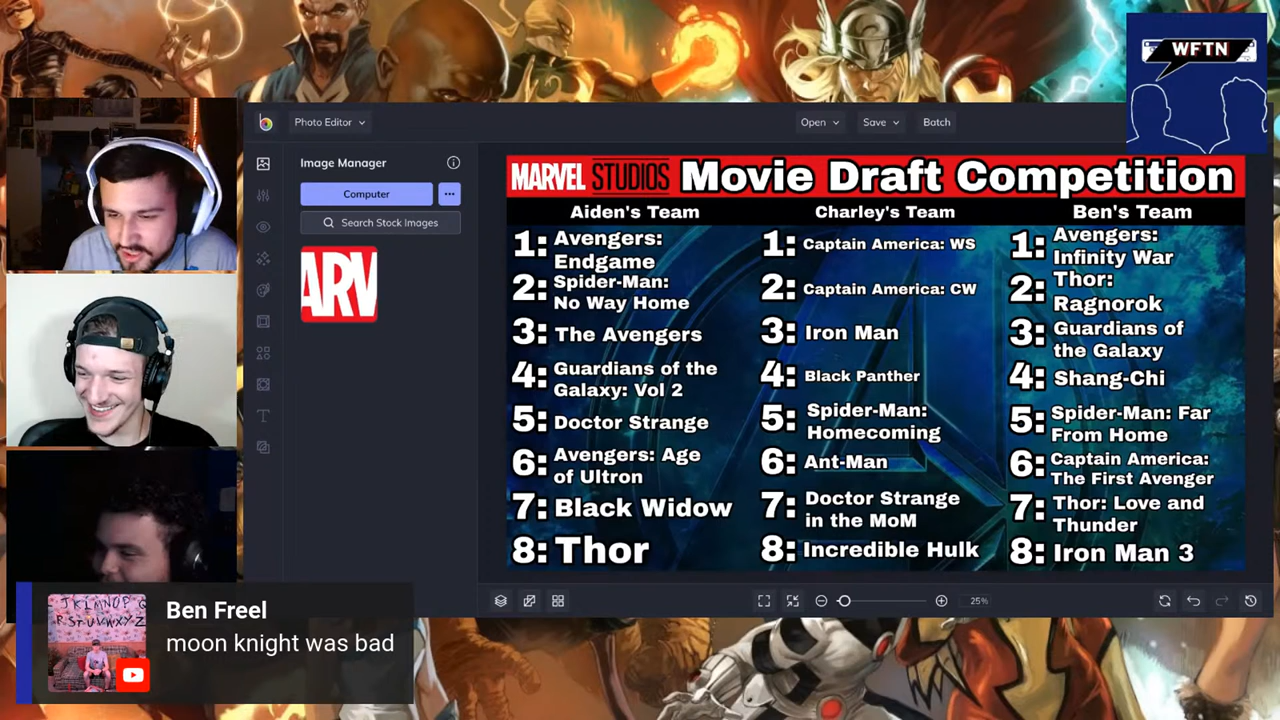 WFTN
Photo Editor
Open
Save
Batch
Image Manager
Computer
Search Stock Images
ARV
MARVEL STUDIOS Movie Draft Competition
Aiden's Team
1: Avengers:
Endgame
2: Spider-Man:
No Way Home
3: The Avengers
4: Guardians of the
Galaxy: Vol 2
5: Doctor Strange
6: Avengers: Age
of Ultron
7: Black Widow
8: Thor
Charley's Team
1: Captain America: WS
2: Captain America: CW
3: Iron Man
4: Black Panther
5: Spider-Man:
Homecoming
6: Ant-Man
7: Doctor Strange
in the MoM
8: Incredible Hulk
Ben's Team
1: Avengers:
Infinity War
2: Thor:
Ragnorok
3: Guardians of
the Galaxy
4: Shang-Chi
5: Spider-Man: Far
From Home
6: Captain America:
The First Avenger
7: Thor: Love and
Thunder
8: Iron Man 3
25%
Ben Freel
moon knight was bad